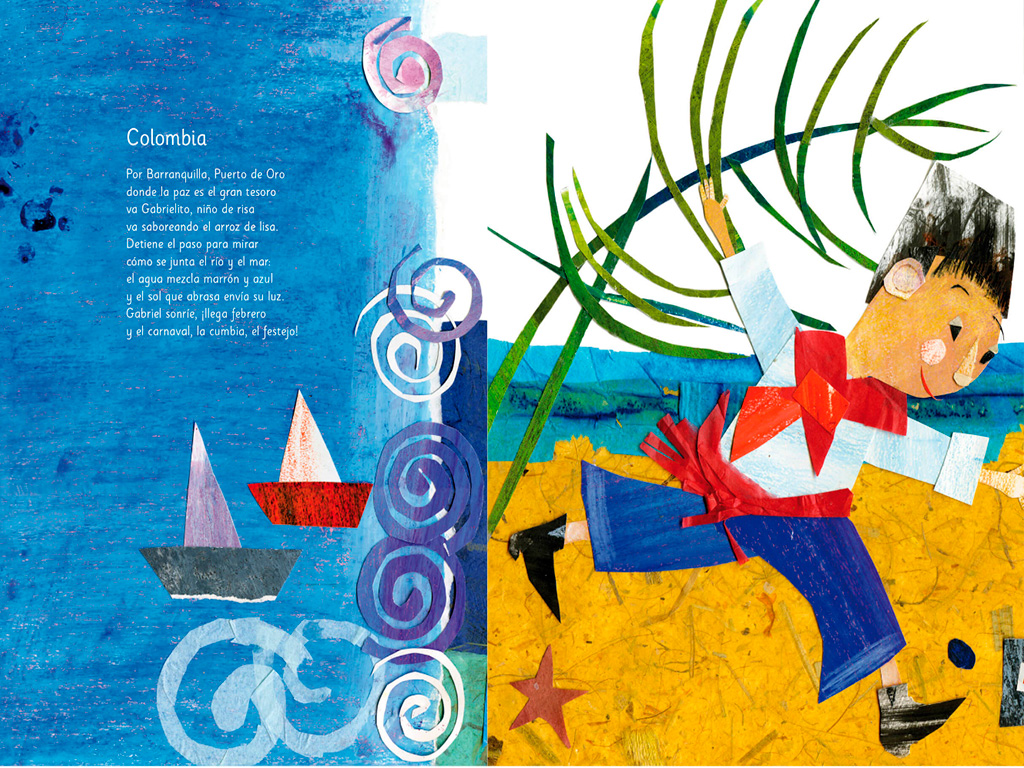 Colombia
Por Barranquilla, Puerto de Oro
donde la paz es el gran tesoro
va Gabrielito, niño de risa
va saboreando el arroz de lisa.
Detiene el paso para mirar
cómo se junta el río y el mar:
el agua mezcla marrón y azul
y el sol que abrasa envía su luz.
Gabriel sonríe, ¡llega febrero
y el carnaval, la cumbia, el festejo!